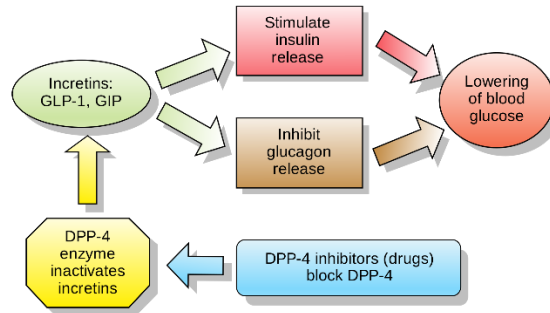 Incretins:
GLP-1, GIP
Stimulate
insulin
release
Inhibit
glucagon
release
Lowering
of blood
glucose
DPP-4
enzyme
inactivates
incretins
DPP-4 inhibitors (drugs)
block DPP-4